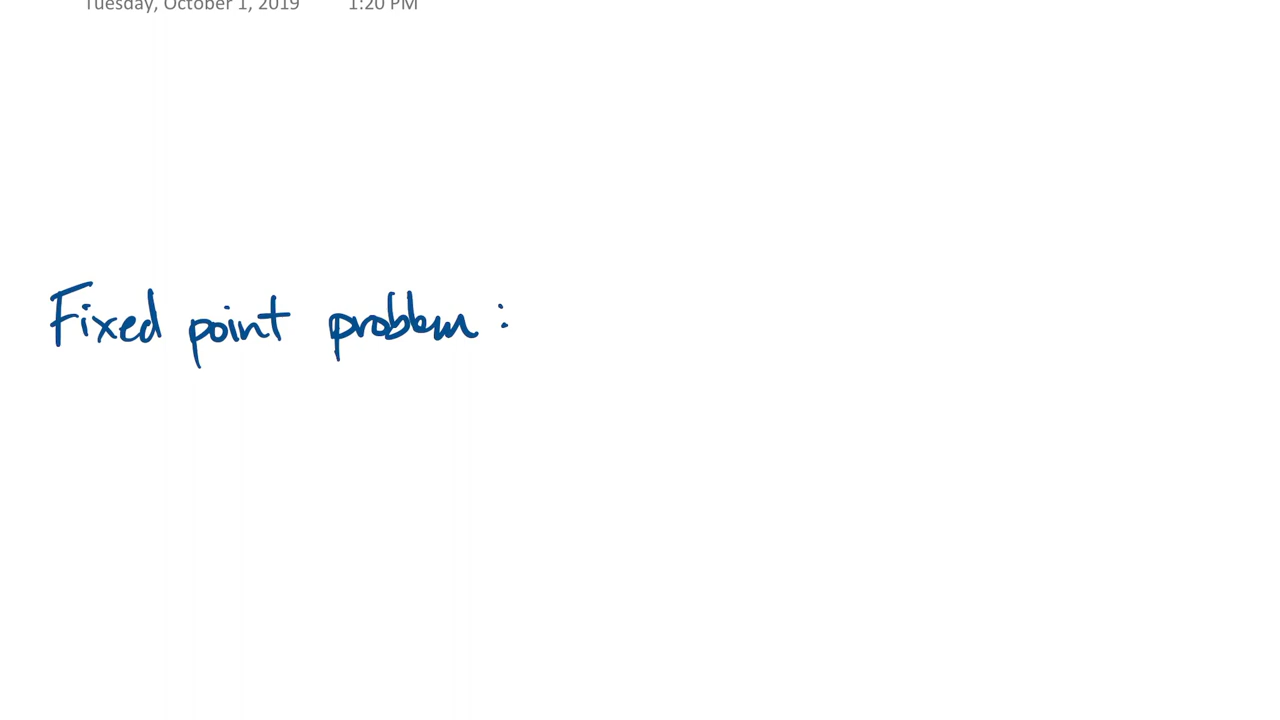 Tuesday, October 1, 2019 1:20 PM
Fixed point problem :